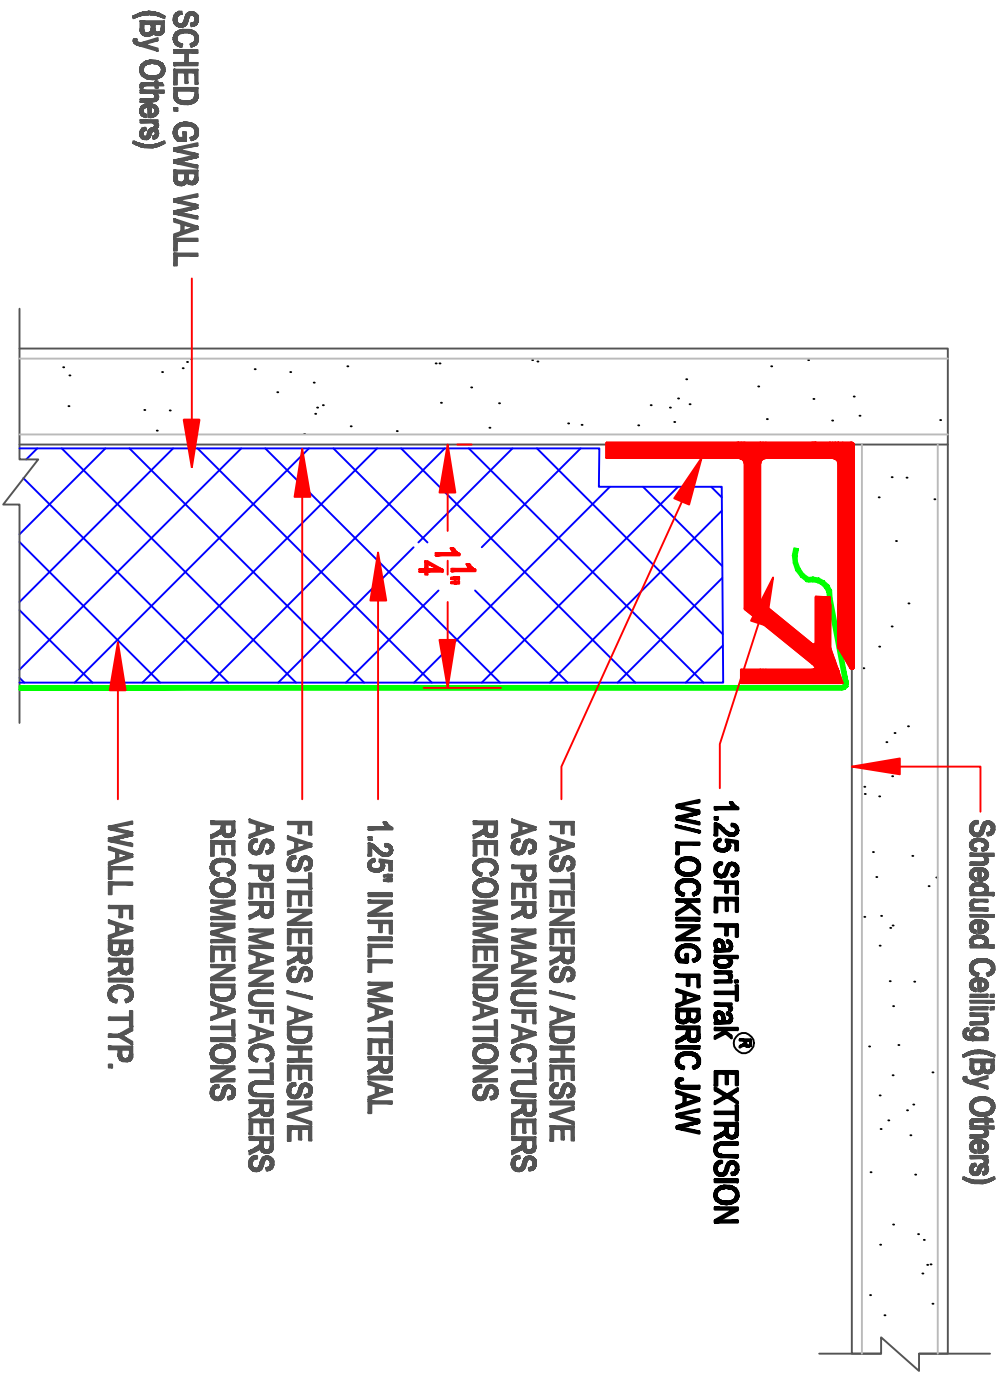 Scheduled Ceiling (By Others)
1.25 SFE FabriTrak® EXTRUSION
W/ LOCKING FABRIC JAW
FASTENERS / ADHESIVE
AS PER MANUFACTURERS
RECOMMENDATIONS
1.25" INFILL MATERIAL
FASTENERS / ADHESIVE
AS PER MANUFACTURERS
RECOMMENDATIONS
WALL FABRIC TYP.
SCHED. GWB WALL
(By Others)
1 1/4"